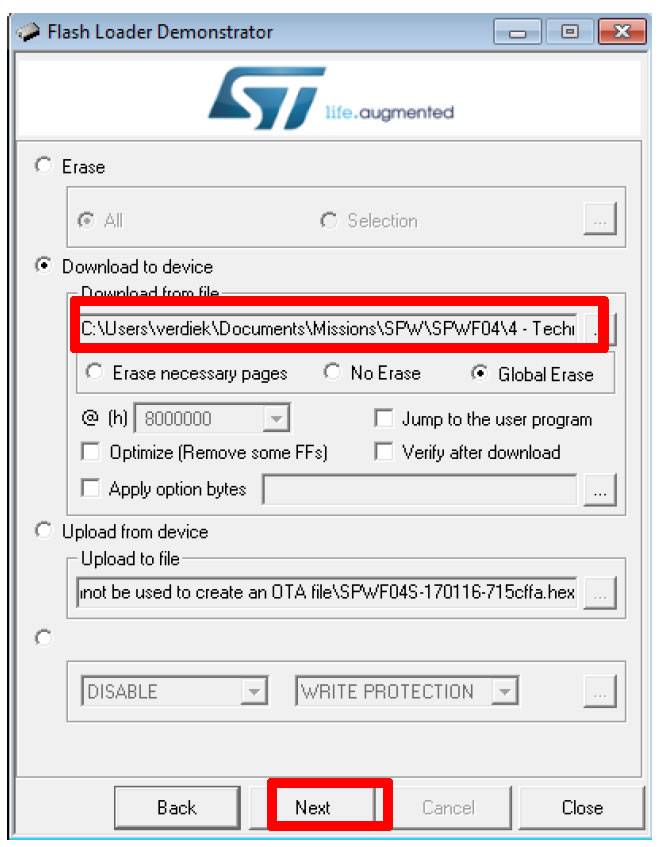 Flash Loader Demonstrator
ST life.augmented
Erase
All Selection ...
Download to device
Download from file
C:\Users\verdiek\Documents\Missions\SPW\SPWF04\4 - Techi
Erase necessary pages No Erase Global Erase
@ (h) 8000000 Jump to the user program
Optimize (Remove some FFs) Verify after download
Apply option bytes ...
Upload from device
Upload to file
not be used to create an OTA file\SPWF04S-170116-715cffa.hex ...
DISABLE WRITE PROTECTION ...
Back Next Cancel Close